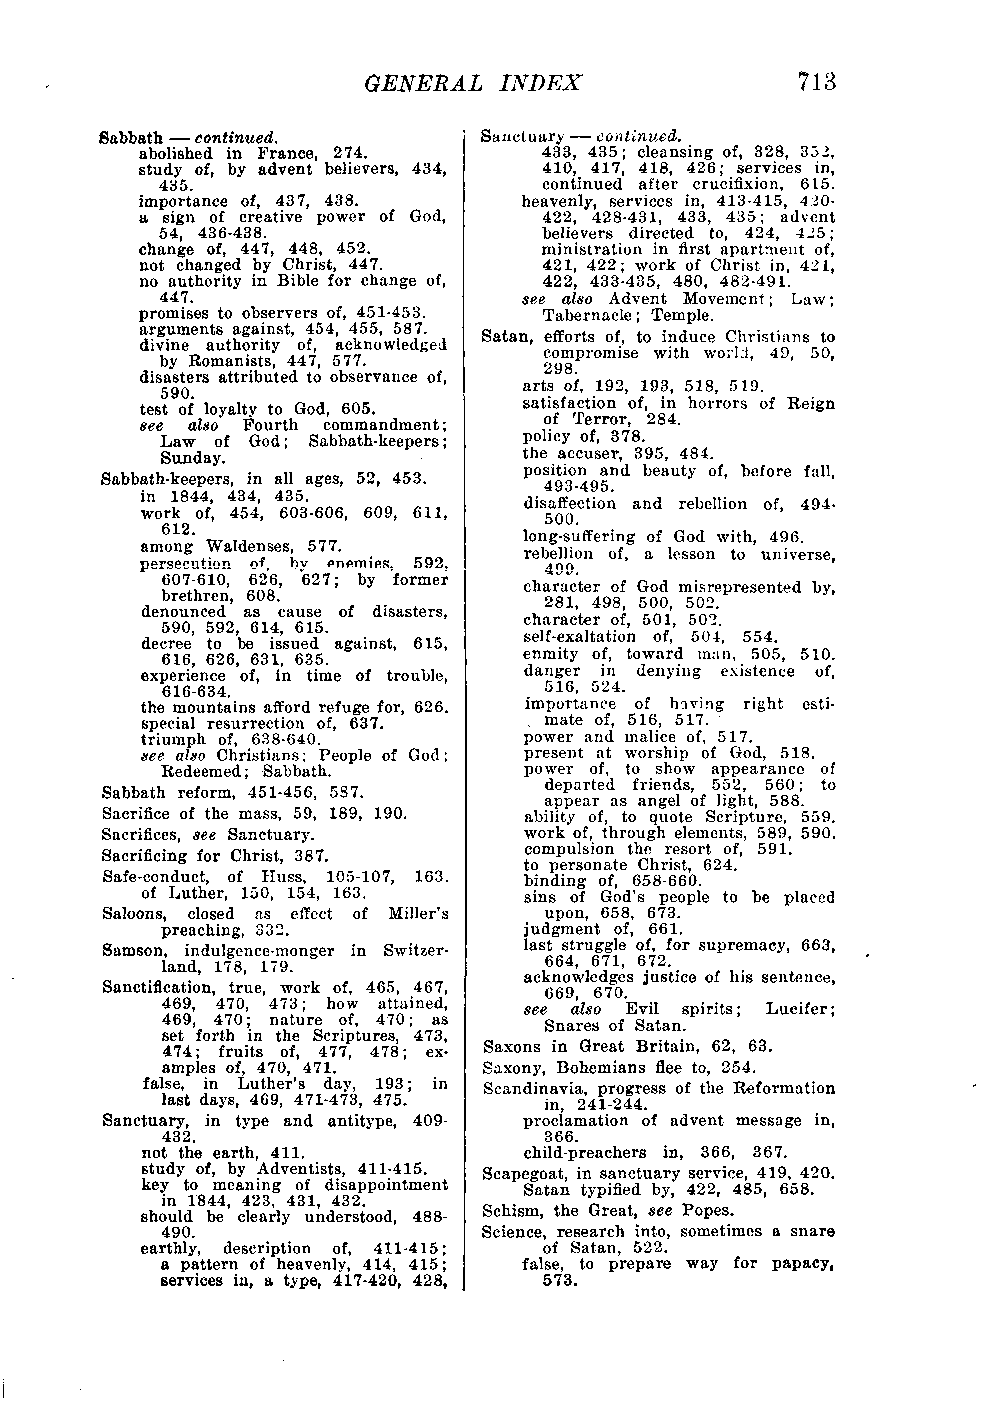 GENERAL INDEX 713
Sabbath — continued.
abolished in France, 274.
study of, by advent believers, 434,
435.
importance of, 437, 438.
a sign of creative power of God,
54, 436-438.
change of, 447, 448, 452.
not changed by Christ, 447.
no authority in Bible for change of,
447.
promises to observers of, 451-453.
arguments against, 454, 455, 587.
divine authority of, acknowledged
by Romanists, 447, 577.
disasters attributed to observance of,
590.
test of loyalty to God, 605.
see also Fourth commandment;
Law of God; Sabbath-keepers;
Sunday.
Sabbath-keepers, in all ages, 52, 453.
in 1844, 434, 435.
work of, 454, 603-606, 609, 611,
612.
among Waldenses, 577.
persecution of, by enemies, 592,
607-610, 626, 627; by former
brethren, 608.
denounced as cause of disasters,
590, 592, 614, 615.
decree to be issued against, 615,
616, 626, 631, 635.
experience of, in time of trouble,
616-634.
the mountains afford refuge for, 626.
special resurrection of, 637.
triumph of, 638-640.
see also Christians; People of God;
Redeemed; Sabbath.
Sabbath reform, 451-456, 587.
Sacrifice of the mass, 59, 189, 190.
Sacrifices, see Sanctuary.
Sacrificing for Christ, 387.
Safe-conduct, of Huss, 105-107, 163.
of Luther, 150, 154, 163.
Saloons, closed as effect of Miller's
preaching, 332.
Samson, indulgence-monger in Switzer-
land, 178, 179.
Sanctification, true, work of, 465, 467,
469, 470, 473; how attained,
469, 470; nature of, 470; as
set forth in the Scriptures, 473,
474; fruits of, 477, 478; ex-
amples of, 470, 471.
false, in Luther's day, 193; in
last days, 469, 471-473, 475.
Sanctuary, in type and antitype, 409-
432.
not the earth, 411.
study of, by Adventists, 411-415.
key to meaning of disappointment
in 1844, 423, 431, 432.
should be clearly understood, 488-
490.
earthly, description of, 411-415;
a pattern of heavenly, 414, 415;
services in, a type, 417-420, 428,
Sanctuary — continued.
433, 435; cleansing of, 328, 352,
410, 417, 418, 426; services in,
continued after crucifixion, 615.
heavenly, services in, 413-415, 420-
422, 428-431, 433, 435; advent
believers directed to, 424, 425;
ministration in first apartment of,
421, 422; work of Christ in, 421,
422, 433-435, 480, 482-491.
see also Advent Movement; Law;
Tabernacle; Temple.
Satan, efforts of, to induce Christians to
compromise with world, 49, 50,
298.
arts of, 192, 193, 518, 519.
satisfaction of, in horrors of Reign
of Terror, 284.
policy of, 378.
the accuser, 395, 484.
position and beauty of, before fall,
493-495.
disaffection and rebellion of, 494-
500.
long-suffering of God with, 496.
rebellion of, a lesson to universe,
499.
character of God misrepresented by,
281, 498, 500, 502.
character of, 501, 502.
self-exaltation of, 504, 554.
enmity of, toward man, 505, 510.
danger in denying existence of,
516, 524.
importance of having right esti-
mate of, 516, 517.
power and malice of, 517.
present at worship of God, 518.
power of, to show appearance of
departed friends, 552, 560; to
appear as angel of light, 588.
ability of, to quote Scripture, 559.
work of, through elements, 589, 590.
compulsion the resort of, 591.
to personate Christ, 624.
binding of, 658-660.
sins of God's people to be placed
upon, 658, 673.
judgment of, 661.
last struggle of, for supremacy, 663,
664, 671, 672.
acknowledges justice of his sentence,
669, 670.
see also Evil spirits; Lucifer;
Snares of Satan.
Saxons in Great Britain, 62, 63.
Saxony, Bohemians flee to, 254.
Scandinavia, progress of the Reformation
in, 241-244.
proclamation of advent message in,
366.
child-preachers in, 366, 367.
Scapegoat, in sanctuary service, 419, 420.
Satan typified by, 422, 485, 658.
Schism, the Great, see Popes.
Science, research into, sometimes a snare
of Satan, 522.
false, to prepare way for papacy,
573.